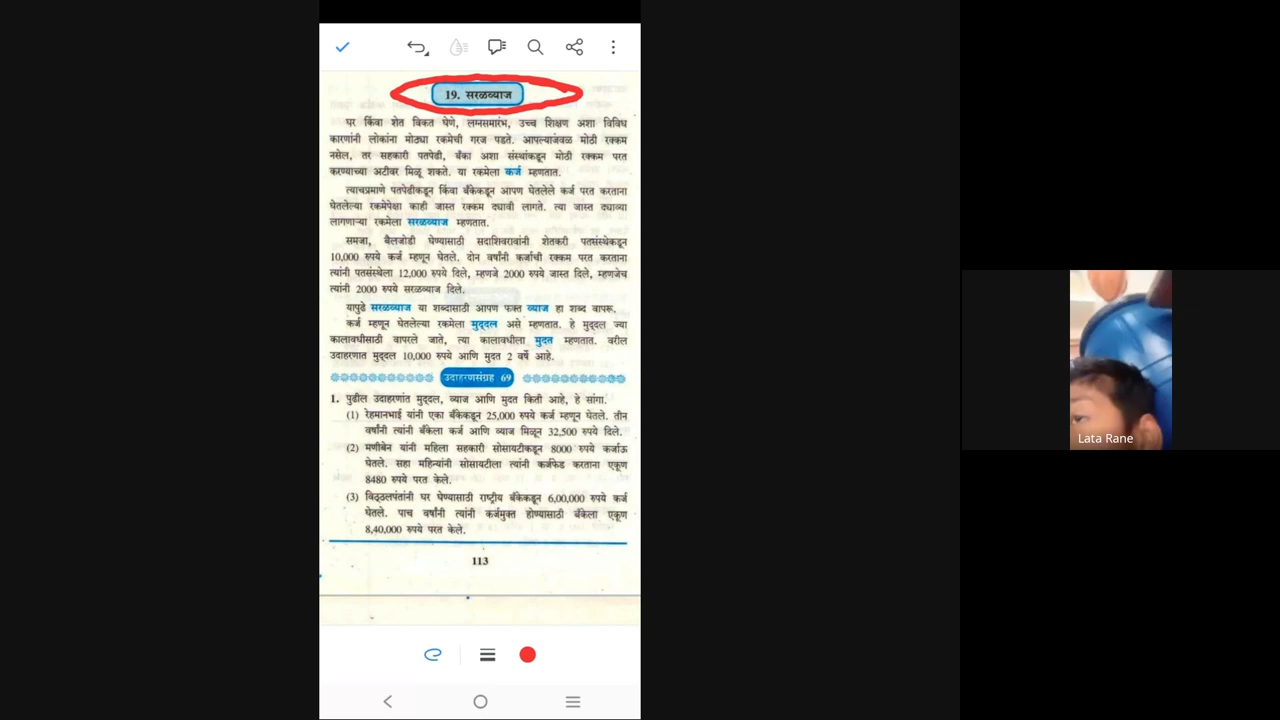 19. सरळव्याज
घर किंवा शेत विकत घेणे, लग्नसमारंभ, उच्च शिक्षण अशा विविध
कारणांनी लोकांना मोठ्या रकमेची गरज पडते. आपल्याजवळ मोठी रक्कम
नसेल, तर सहकारी पतपेढी, बँका अशा संस्थांकडून मोठी रक्कम परत
करण्याच्या अटीवर मिळू शकते. या रकमेला कर्ज म्हणतात.
त्याचप्रमाणे पतपेढीकडून किंवा बँकेकडून आपण घेतलेले कर्ज परत करताना
घेतलेल्या रकमेपेक्षा काही जास्त रक्कम दयावी लागते. त्या जास्त दयाव्या
लागणाऱ्या रकमेला सरळव्याज म्हणतात.
समजा, बैलजोडी घेण्यासाठी सदाशिवरावांनी शेतकरी पतसंस्थेकडून
10,000 रुपये कर्ज म्हणून घेतले. दोन वर्षांनी कर्जाची रक्कम परत करताना
त्यांनी पतसंस्थेला 12,000 रुपये दिले, म्हणजे 2000 रुपये जास्त दिले, म्हणजेच
त्यांनी 2000 रुपये सरळव्याज दिले.
यापुढे सरळव्याज या शब्दासाठी आपण फक्त व्याज हा शब्द वापरू.
कर्ज म्हणून घेतलेल्या रकमेला मुद्दल असे म्हणतात. हे मुद्दल ज्या
कालावधीसाठी वापरले जाते, त्या कालावधीला मुदत म्हणतात. वरील
उदाहरणात मुद्दल 10,000 रुपये आणि मुदत 2 वर्षे आहे.
उदाहरणसंग्रह 69
1. पुढील उदाहरणांत मुद्दल, व्याज आणि मुदत किती आहे, हे सांगा.
(1) रेहमानभाई यांनी एका बँकेकडून 25,000 रुपये कर्ज म्हणून घेतले. तीन
वर्षांनी त्यांनी बँकेला कर्ज आणि व्याज मिळून 32,500 रुपये दिले.
(2) मणीबेन यांनी महिला सहकारी सोसायटीकडून 8000 रुपये कर्जाऊ
घेतले. सहा महिन्यांनी सोसायटीला त्यांनी कर्जफेड करताना एकूण
8480 रुपये परत केले.
(3) विठ्ठलपंतांनी घर घेण्यासाठी राष्ट्रीय बँकेकडून 6,00,000 रुपये कर्ज
घेतले. पाच वर्षांनी त्यांनी कर्जमुक्त होण्यासाठी बँकेला एकूण
8,40,000 रुपये परत केले.
113
Lata Rane